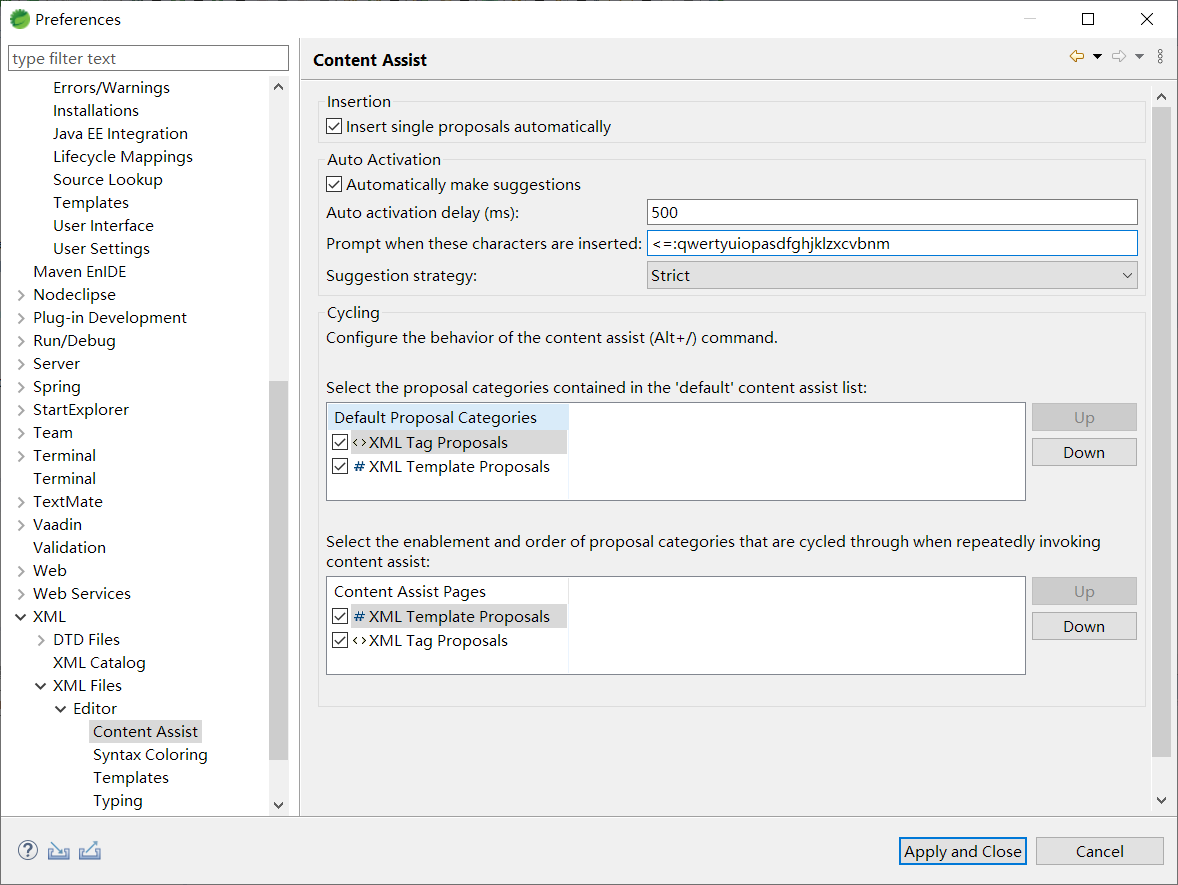 Preferences
type filter text
Errors/Warnings
Installations
Java EE Integration
Lifecycle Mappings
Source Lookup
Templates
User Interface
User Settings
Maven EnIDE
Nodeclipse
Plug-in Development
Run/Debug
Server
Spring
StartExplorer
Team
Terminal
Terminal
TextMate
Vaadin
Validation
Web
Web Services
XML
DTD Files
XML Catalog
XML Files
Editor
Content Assist
Syntax Coloring
Templates
Typing
Content Assist
Insertion
Insert single proposals automatically
Auto Activation
Automatically make suggestions
Auto activation delay (ms): 500
Prompt when these characters are inserted: <=:qwertyuiopasdfghjklzxcvbnm
Suggestion strategy: Strict
Cycling
Configure the behavior of the content assist (Alt+/) command.
Select the proposal categories contained in the 'default' content assist list:
Default Proposal Categories
<>XML Tag Proposals
# XML Template Proposals
Up
Down
Select the enablement and order of proposal categories that are cycled through when repeatedly invoking
content assist:
Content Assist Pages
# XML Template Proposals
<>XML Tag Proposals
Up
Down
?
Apply and Close
Cancel